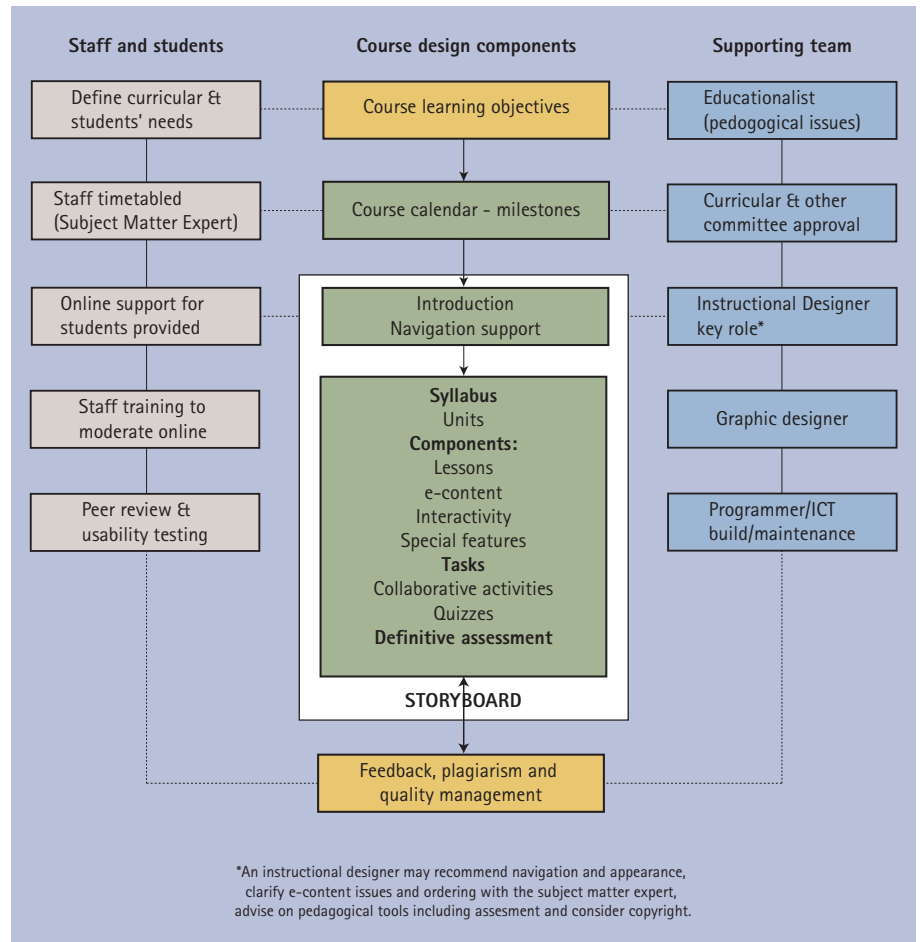 Staff and students
Course design components
Supporting team
Define curricular &
students' needs
Course learning objectives
Educationalist
(pedogogical issues)
Staff timetabled
(Subject Matter Expert)
Course calendar - milestones
Curricular & other
committee approval
Online support for
students provided
Introduction
Navigation support
Instructional Designer
key role*
Staff training to
moderate online
Syllabus
Units
Components:
Lessons
e-content
Interactivity
Special features
Tasks
Collaborative activities
Quizzes
Definitive assessment
Graphic designer
Peer review &
usability testing
Programmer/ICT
build/maintenance
STORYBOARD
Feedback, plagiarism and
quality management
*An instructional designer may recommend navigation and appearance,
clarify e-content issues and ordering with the subject matter expert,
advise on pedagogical tools including assesment and consider copyright.